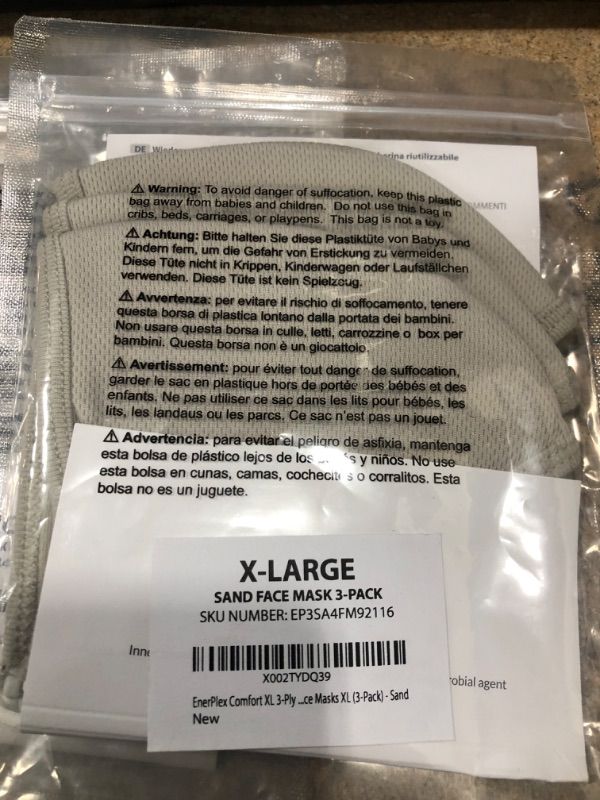 DE
orina riutilizzabile
OMMENTI
⚠ Warning: To avoid danger of suffocation, keep this plastic
bag away from babies and children. Do not use this bag in
cribs, beds, carriages, or playpens. This bag is not a toy.
⚠ Achtung: Bitte halten Sie diese Plastiktüte von Babys und
Kindern fern, um die Gefahr von Erstickung zu vermeiden.
Diese Tüte nicht in Krippen, Kinderwagen oder Laufställchen
verwenden. Diese Tüte ist kein Spielzeug.
⚠ Avvertenza: per evitare il rischio di soffocamento, tenere
questa borsa di plastica lontano dalla portata dei bambini.
Non usare questa borsa in culle, letti, carrozzine o box per
bambini. Questa borsa non è un giocattolo.
⚠ Avertissement: pour éviter tout danger de suffocation,
garder le sac en plastique hors de portée des bébés et des
enfants. Ne pas utiliser ce sac dans les lits pour bébés, les
lits, les landaus ou les parcs. Ce sac n'est pas un jouet.
⚠ Advertencia: para evitar el peligro de asfixia, mantenga
esta bolsa de plástico lejos de los y niños. No use
esta bolsa en cunas, camas, cochecitos o corralitos. Esta
bolsa no es un juguete.
X-LARGE
SAND FACE MASK 3-PACK
SKU NUMBER: EP3SA4FM92116
Inne
robial agent
X002TYDQ39
EnerPlex Comfort XL 3-Ply ...ce Masks XL (3-Pack) - Sand
New